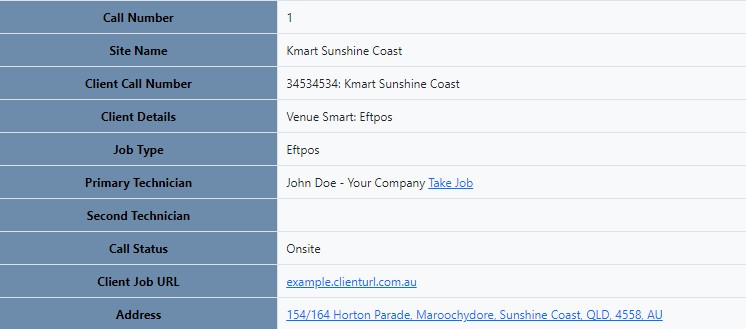 Call Number 1
Site Name Kmart Sunshine Coast
Client Call Number 34534534: Kmart Sunshine Coast
Client Details Venue Smart: Eftpos
Job Type Eftpos
Primary Technician John Doe - Your Company Take Job
Second Technician
Call Status Onsite
Client Job URL example.clienturl.com.au
Address 154/164 Horton Parade, Maroochydore, Sunshine Coast, QLD, 4558, AU